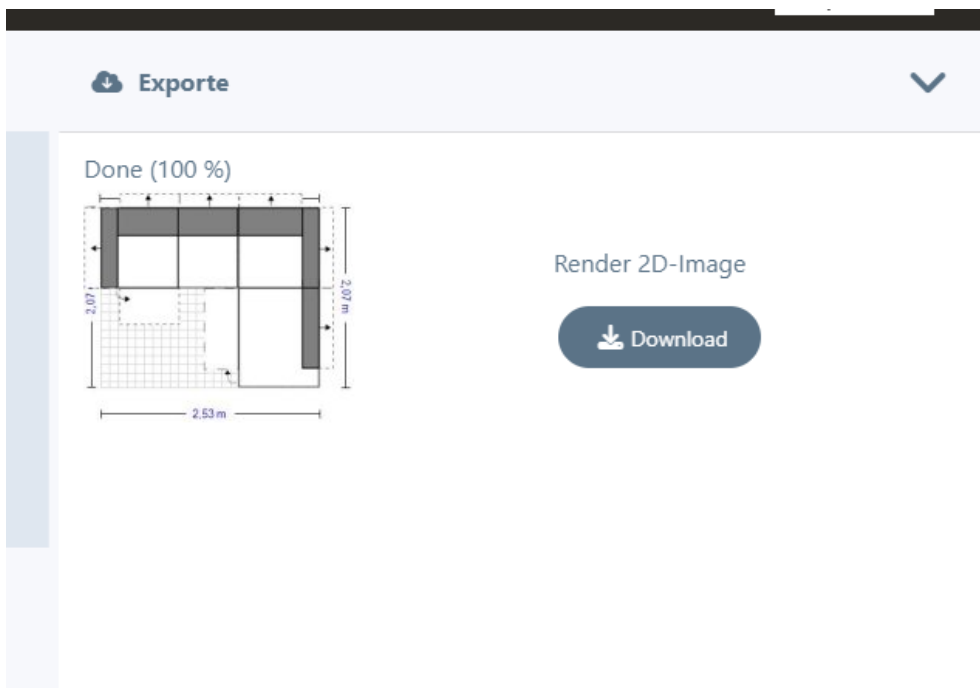 Exporte
Done (100 %)
2,07
2,07 m
2,53 m
Render 2D-Image
Download